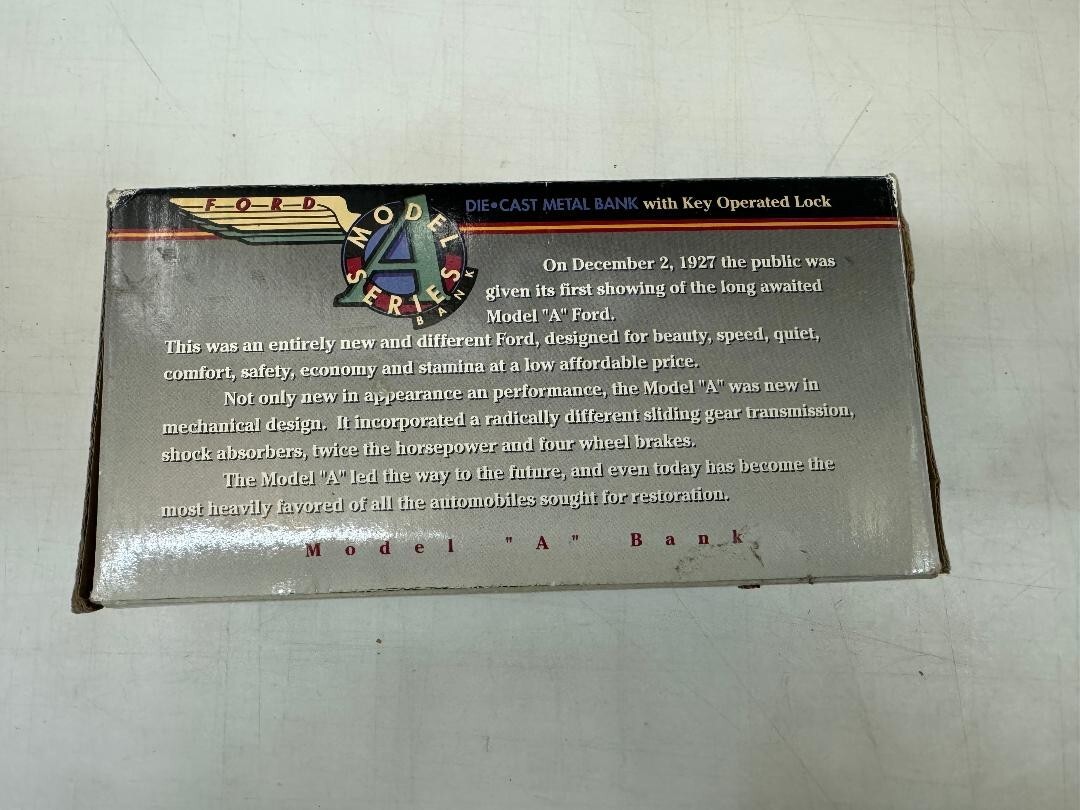 FORD
MODEL A SERIES BANK
DIE•CAST METAL BANK with Key Operated Lock
On December 2, 1927 the public was
given its first showing of the long awaited
Model "A" Ford.
This was an entirely new and different Ford, designed for beauty, speed, quiet,
comfort, safety, economy and stamina at a low affordable price.
Not only new in appearance an performance, the Model "A" was new in
mechanical design. It incorporated a radically different sliding gear transmission,
shock absorbers, twice the horsepower and four wheel brakes.
The Model "A" led the way to the future, and even today has become the
most heavily favored of all the automobiles sought for restoration.
Model "A" Bank